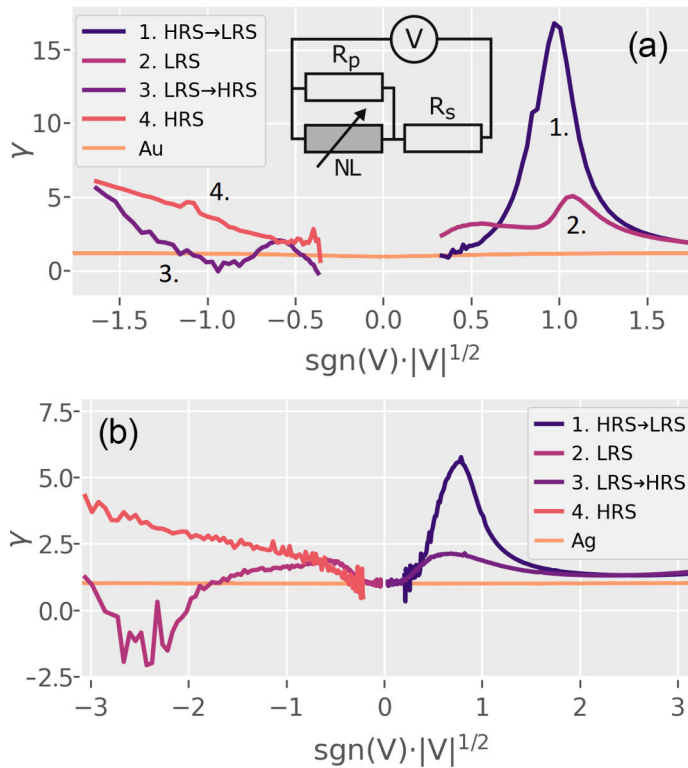 1. HRS→LRS
2. LRS
3. LRS→HRS
4. HRS
Au
V
R_p
R_s
NL
(a)
1.
2.
3.
4.
γ
15
10
5
0
−1.5 −1.0 −0.5 0.0 0.5 1.0 1.5
sgn(V)·|V|^{1/2}
(b)
1. HRS→LRS
2. LRS
3. LRS→HRS
4. HRS
Ag
γ
7.5
5.0
2.5
0.0
−2.5
−3 −2 −1 0 1 2 3
sgn(V)·|V|^{1/2}